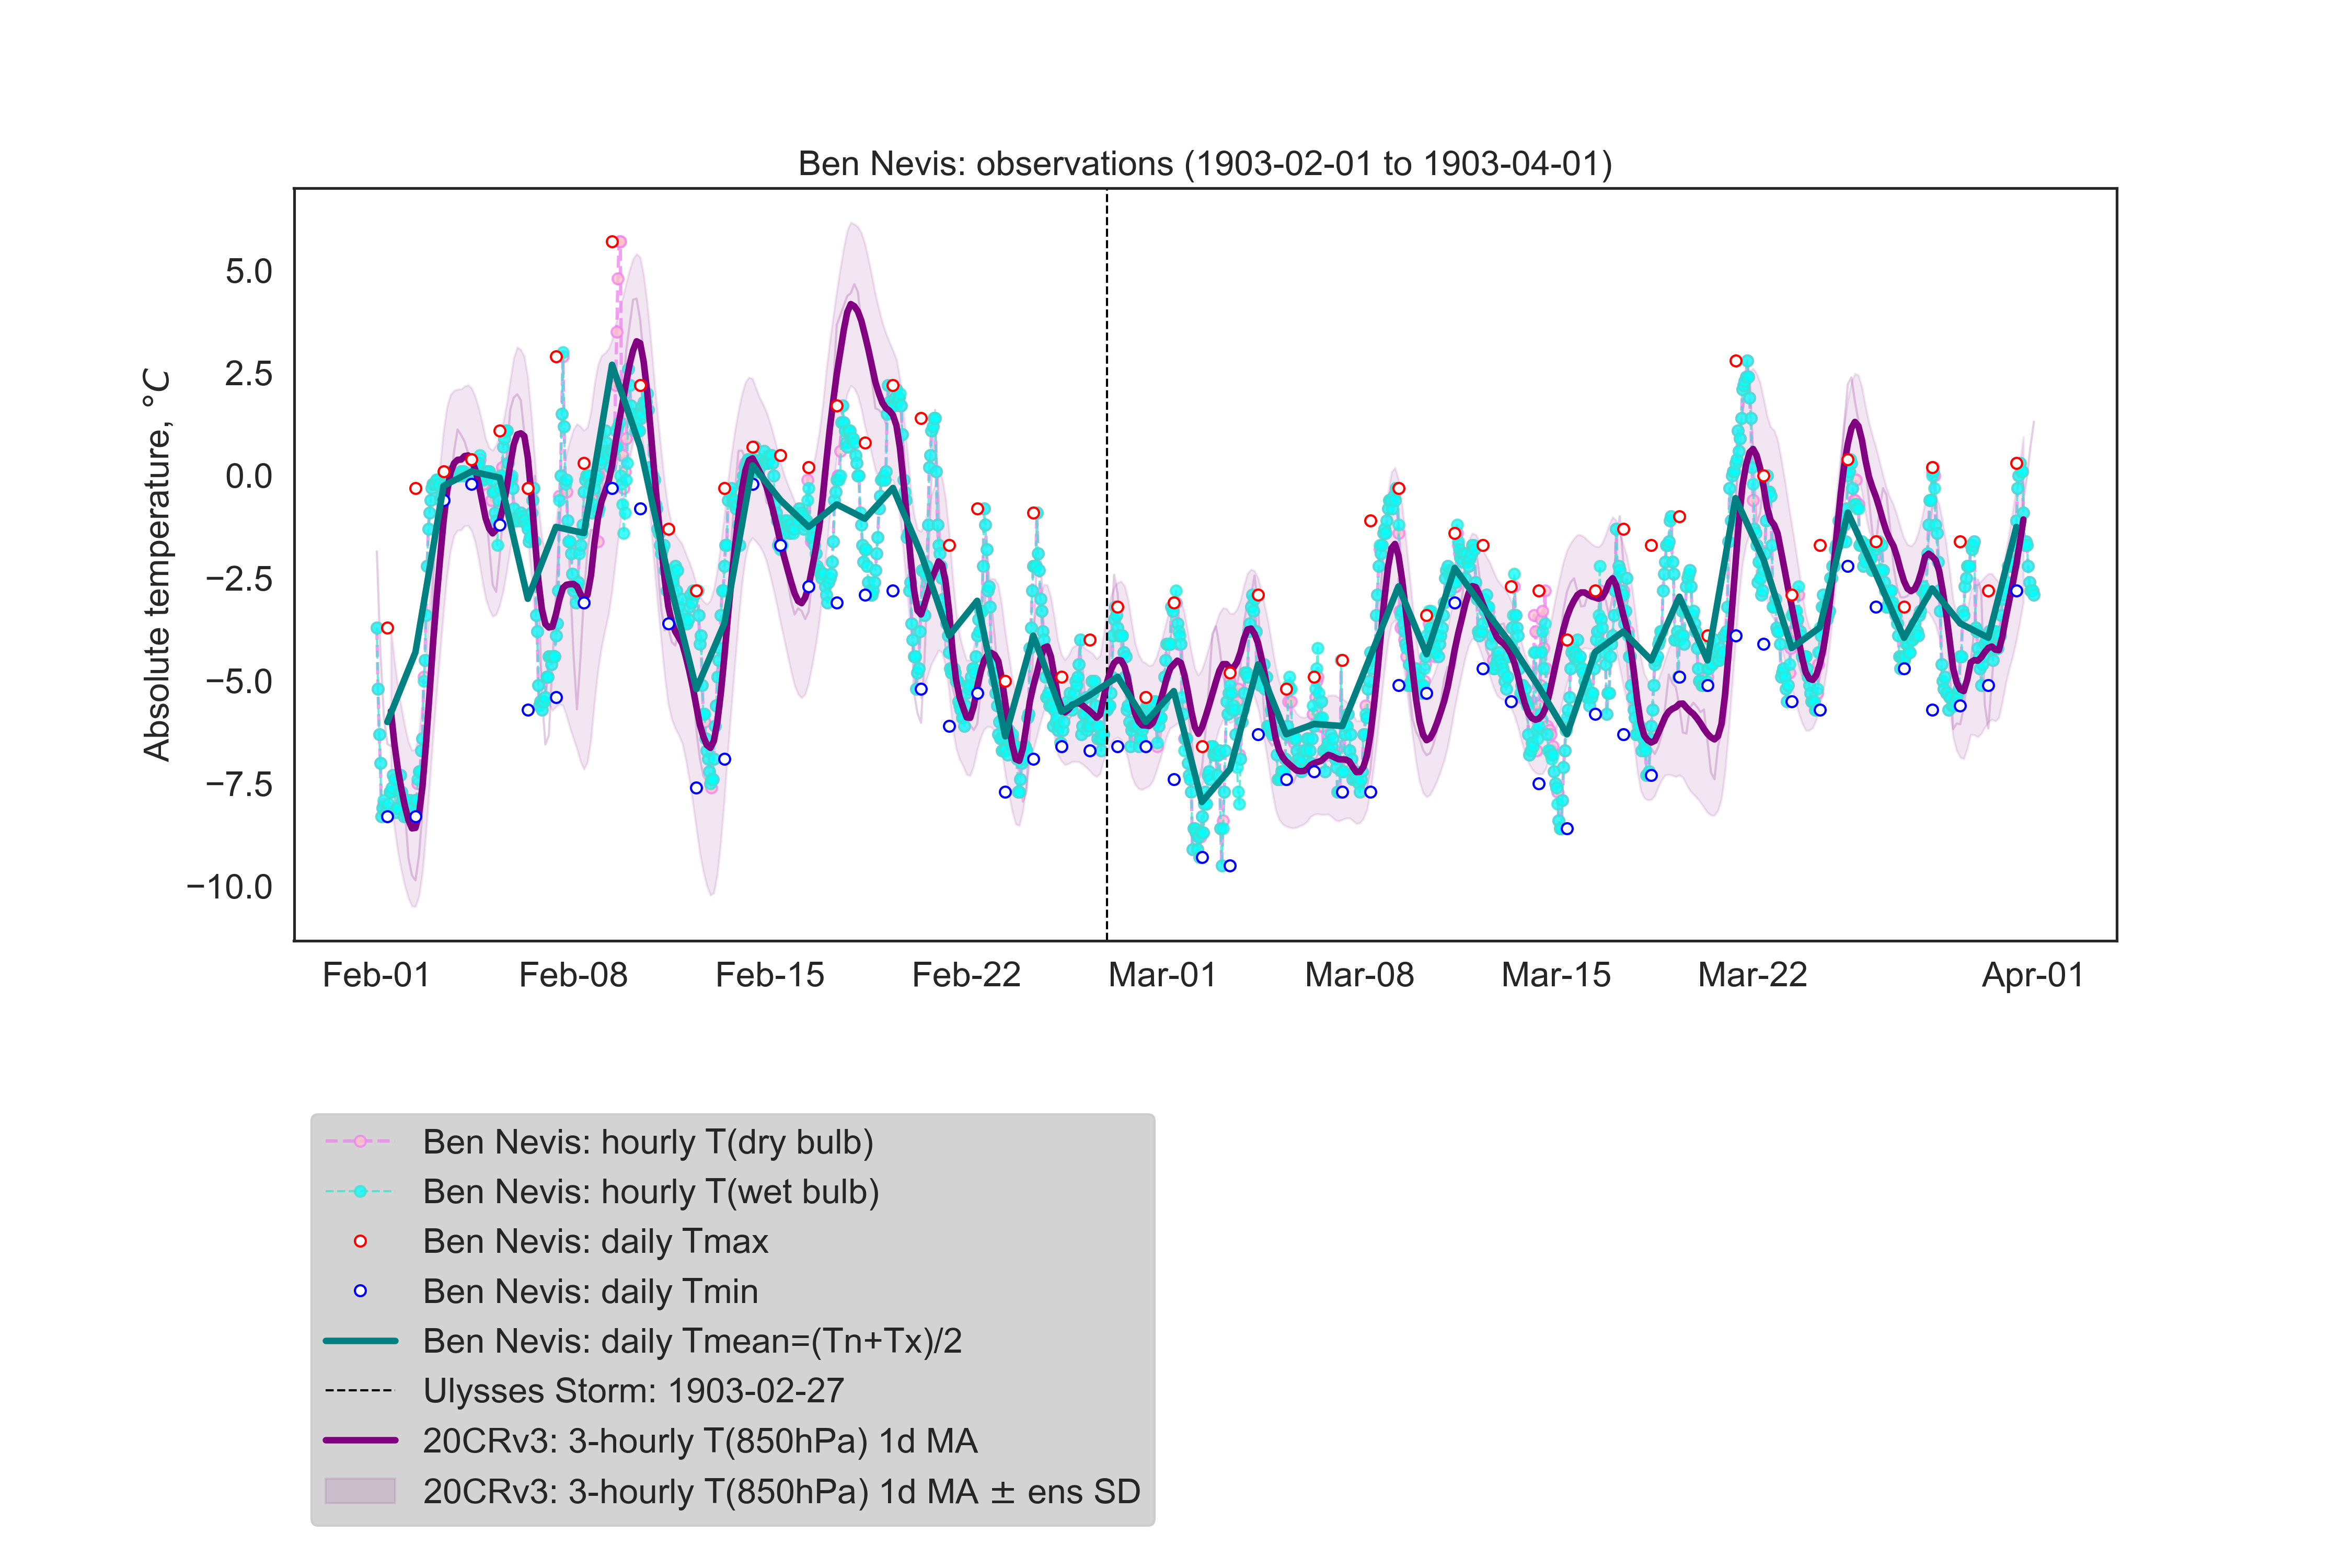 Ben Nevis: observations (1903-02-01 to 1903-04-01)
Absolute temperature, °C
5.0
2.5
0.0
−2.5
−5.0
−7.5
−10.0
Feb-01 Feb-08 Feb-15 Feb-22 Mar-01 Mar-08 Mar-15 Mar-22 Apr-01
Ben Nevis: hourly T(dry bulb)
Ben Nevis: hourly T(wet bulb)
Ben Nevis: daily Tmax
Ben Nevis: daily Tmin
Ben Nevis: daily Tmean=(Tn+Tx)/2
Ulysses Storm: 1903-02-27
20CRv3: 3-hourly T(850hPa) 1d MA
20CRv3: 3-hourly T(850hPa) 1d MA ± ens SD